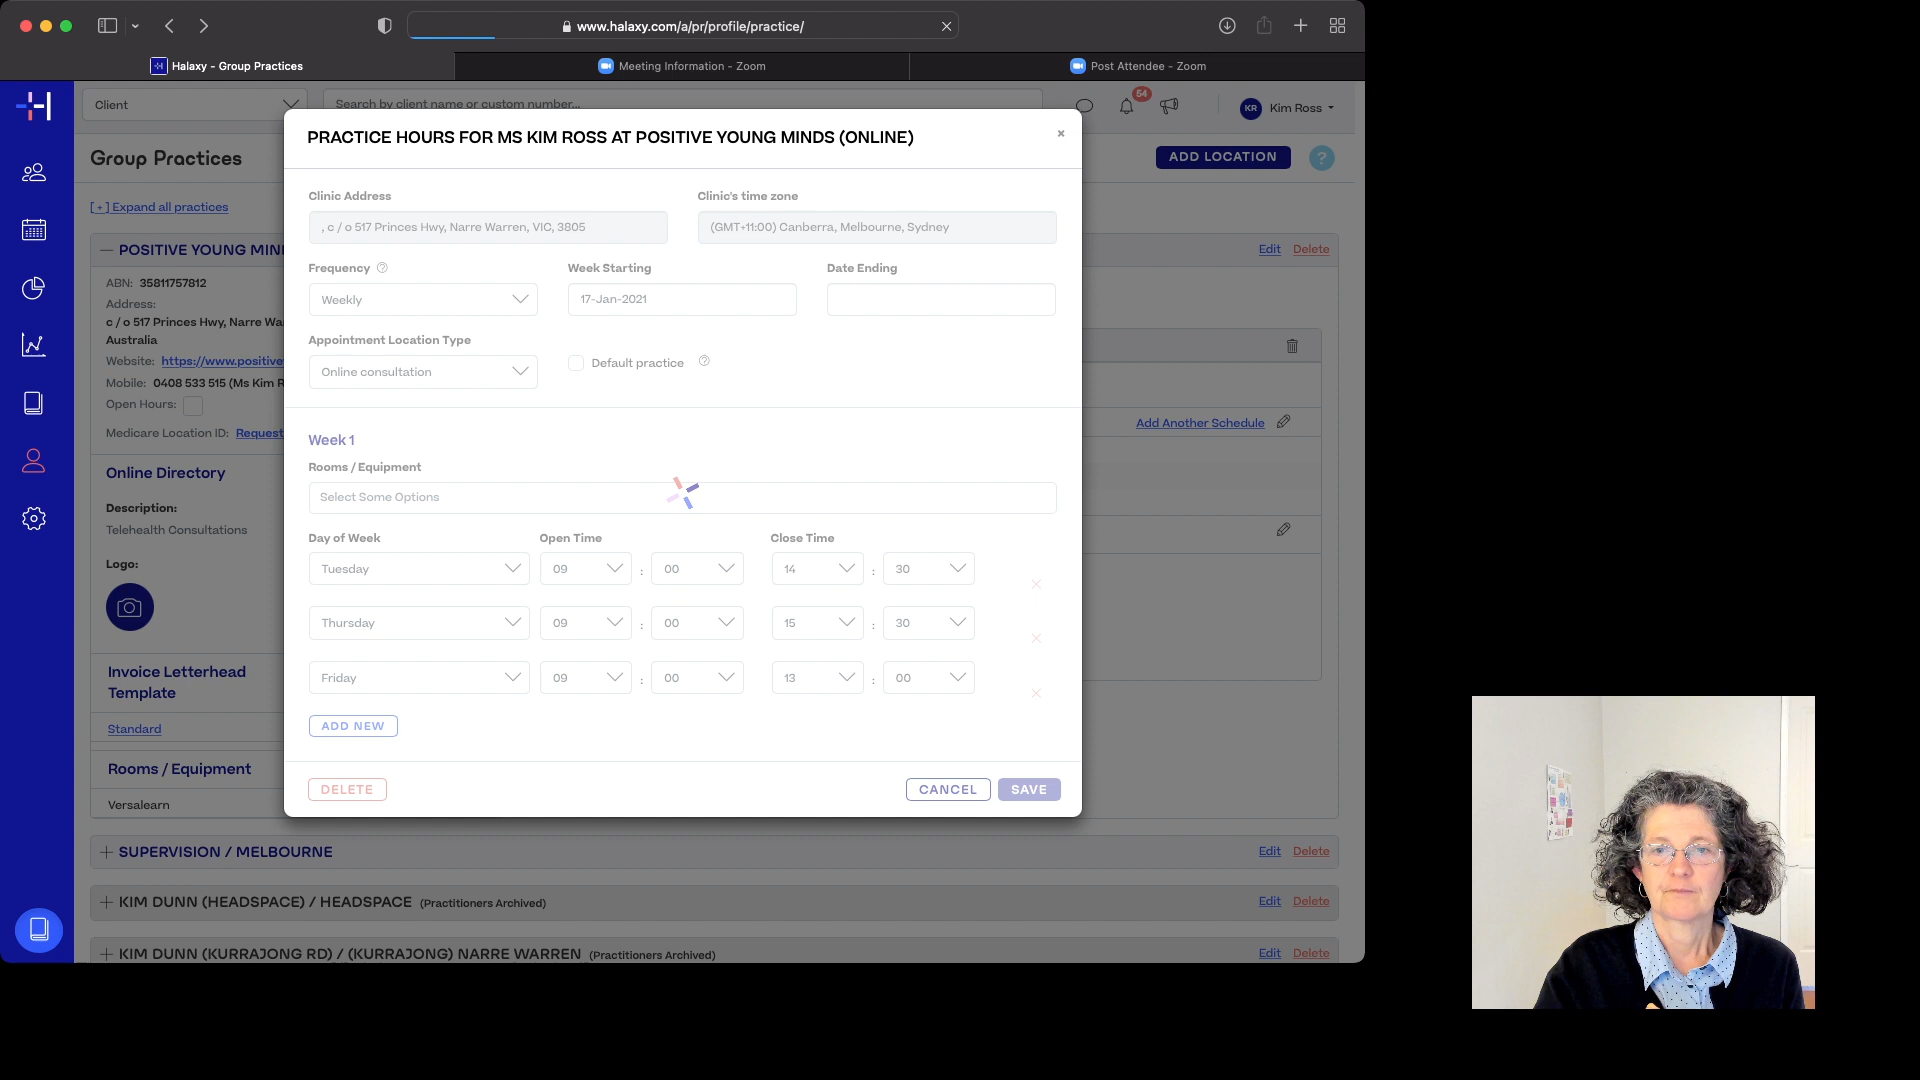 www.halaxy.com/a/pr/profile/practice/
Halaxy - Group Practices
Meeting Information - Zoom
Post Attendee - Zoom
Client
Search by client name or custom number...
54
KR
Kim Ross
Group Practices
ADD LOCATION
?
[ + ] Expand all practices
POSITIVE YOUNG MIN
Edit
Delete
ABN: 35811757812
Address:
c / o 517 Princes Hwy, Narre Wa
Australia
Website: https://www.positive
Mobile: 0408 533 515 (Ms Kim R
Open Hours:
Medicare Location ID: Request
Add Another Schedule
Online Directory
Description:
Telehealth Consultations
Logo:
Invoice Letterhead
Template
Standard
Rooms / Equipment
Versalearn
PRACTICE HOURS FOR MS KIM ROSS AT POSITIVE YOUNG MINDS (ONLINE)
×
Clinic Address
Clinic's time zone
, c / o 517 Princes Hwy, Narre Warren, VIC, 3805
(GMT+11:00) Canberra, Melbourne, Sydney
Frequency ?
Week Starting
Date Ending
Weekly
17-Jan-2021
Appointment Location Type
Online consultation
Default practice ?
Week 1
Rooms / Equipment
Select Some Options
Day of Week
Open Time
Close Time
Tuesday 09 : 00 14 : 30
Thursday 09 : 00 15 : 30
Friday 09 : 00 13 : 00
ADD NEW
DELETE
CANCEL
SAVE
SUPERVISION / MELBOURNE
Edit
Delete
KIM DUNN (HEADSPACE) / HEADSPACE (Practitioners Archived)
Edit
Delete
KIM DUNN (KURRAJONG RD) / (KURRAJONG) NARRE WARREN (Practitioners Archived)
Edit
Delete